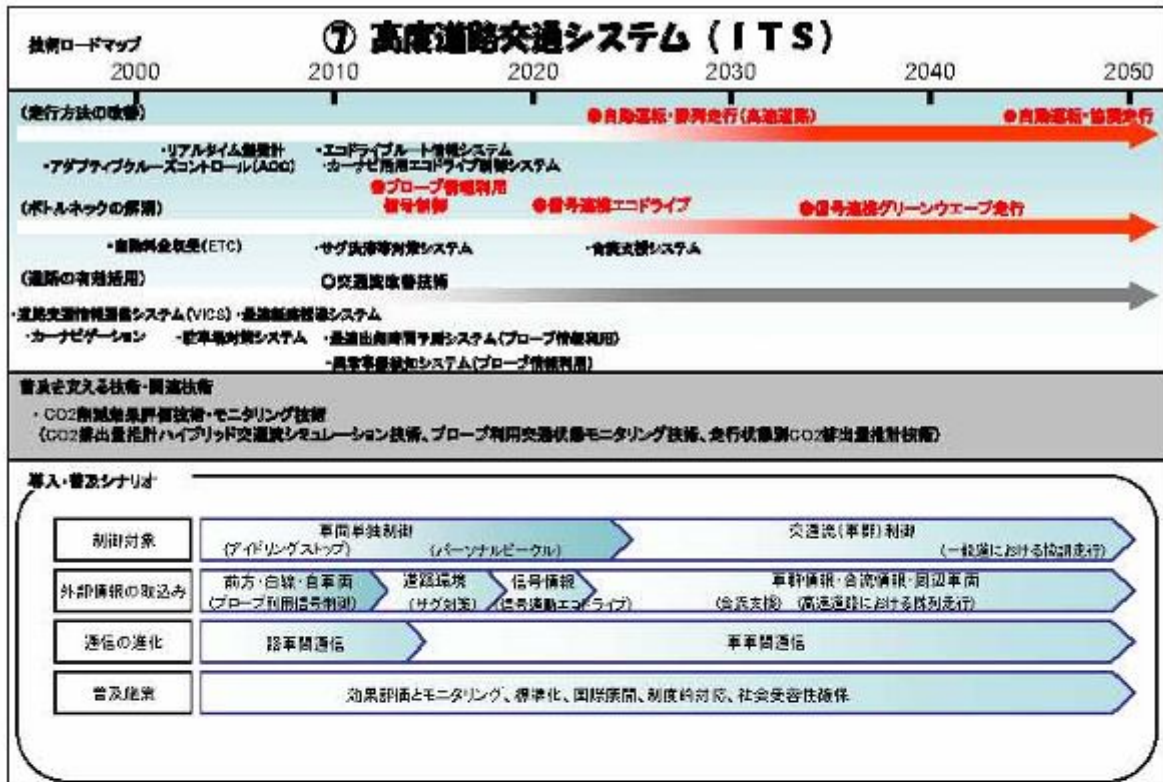 技術ロードマップ
⑦ 高度道路交通システム(ITS)
2000 2010 2020 2030 2040 2050
(走行方法の改善)
●自動運転・隊列走行(高速道路)
●自動運転・協調走行
・リアルタイム燃費計
・エコドライブルート情報システム
・アダプティブクルーズコントロール(ACC)
・カーナビ活用エコドライブ制御システム
(ボトルネックの解消)
●プローブ情報利用
信号制御
●信号連携エコドライブ
●信号連携グリーンウェーブ走行
・自動料金収受(ETC)
・サグ渋滞等対策システム
・合流支援システム
(道路の有効活用)
○交通流改善技術
・道路交通情報通信システム(VICS)
・最適経路誘導システム
・カーナビゲーション
・駐車場対策システム
・最適出発時間予測システム(プローブ情報利用)
・異常事象検知システム(プローブ情報利用)
普及を支える技術・関連技術
・CO2削減効果評価技術・モニタリング技術
(CO2排出量推計ハイブリッド交通流シミュレーション技術、プローブ利用交通状態モニタリング技術、走行状態別CO2排出量推計技術)
導入・普及シナリオ
制御対象
車両単独制御
(アイドリングストップ) (パーソナルビークル)
交通流(車群)制御
(一般道における協調走行)
外部情報の取込み
前方・白線・自車両
(プローブ利用信号制御)
道路環境
(サグ対策)
信号情報
(信号連動エコドライブ)
車群情報・合流情報・周辺車両
(合流支援) (高速道路における隊列走行)
通信の進化
路車間通信
車車間通信
普及施策
効果評価とモニタリング、標準化、国際展開、制度的対応、社会受容性確保